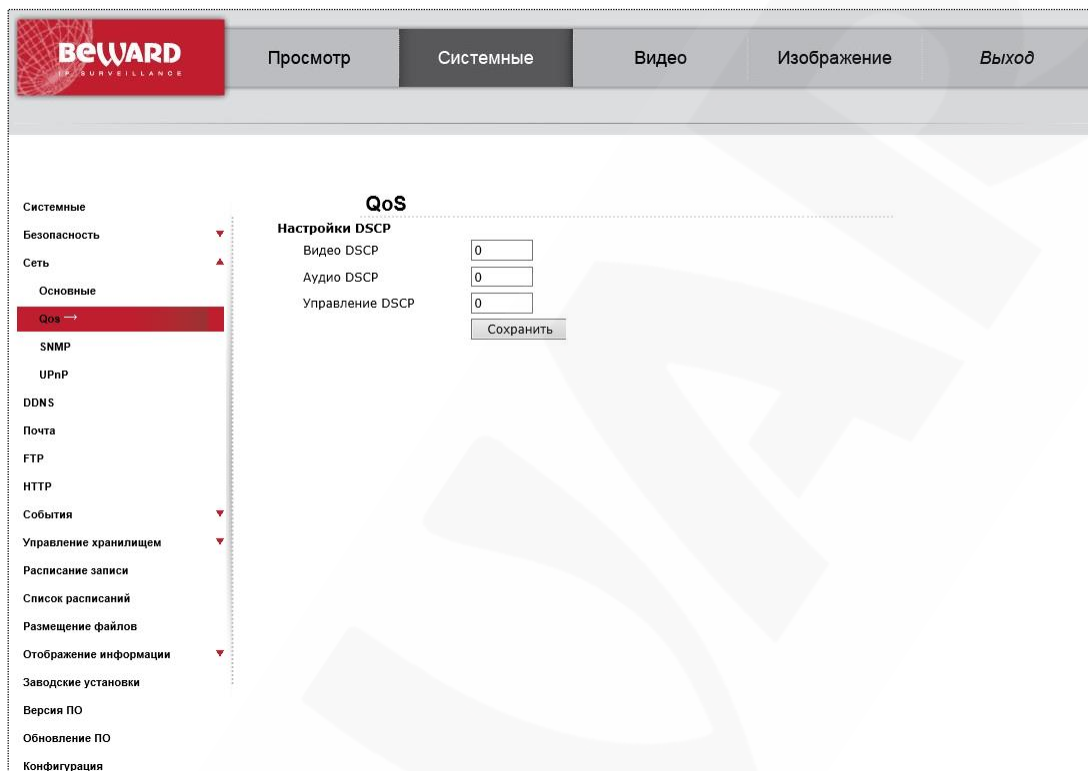 BEWARD
IP SURVEILLANCE
Просмотр
Системные
Видео
Изображение
Выход
Системные
Безопасность
Сеть
Основные
Qos →
SNMP
UPnP
DDNS
Почта
FTP
HTTP
События
Управление хранилищем
Расписание записи
Список расписаний
Размещение файлов
Отображение информации
Заводские установки
Версия ПО
Обновление ПО
Конфигурация
QoS
Настройки DSCP
Видео DSCP 0
Аудио DSCP 0
Управление DSCP 0
Сохранить